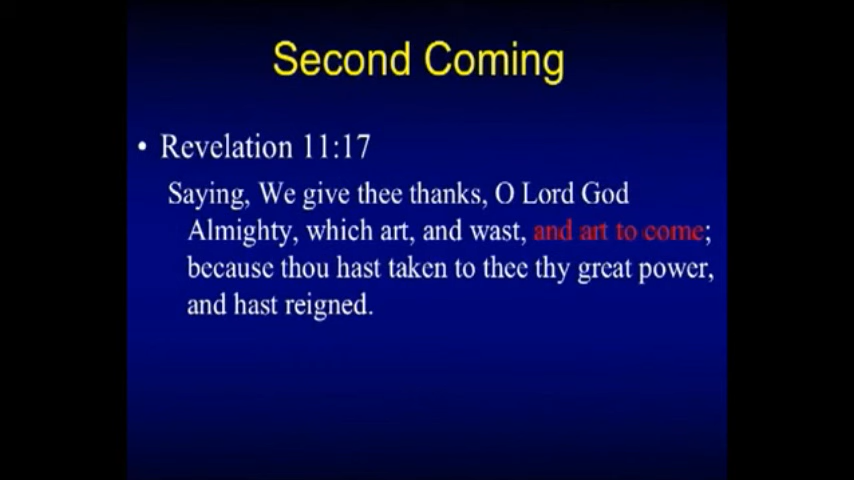 Second Coming
• Revelation 11:17
Saying, We give thee thanks, O Lord God
Almighty, which art, and wast, and art to come;
because thou hast taken to thee thy great power,
and hast reigned.